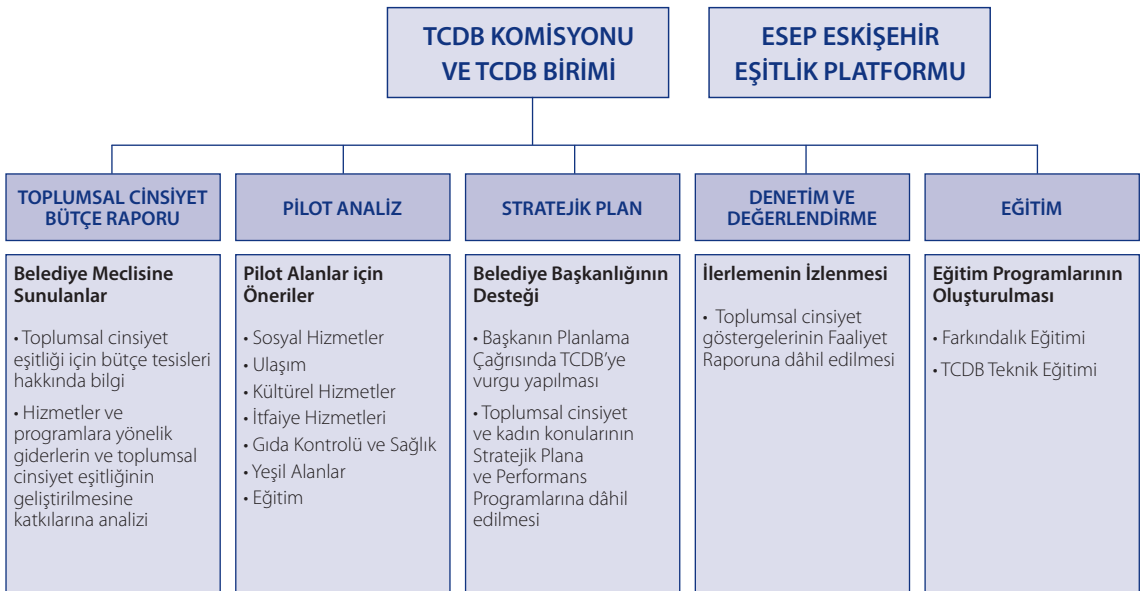 TCDB KOMİSYONU
VE TCDB BİRİMİ
ESEP ESKİŞEHİR
EŞİTLİK PLATFORMU
TOPLUMSAL CİNSİYET
BÜTÇE RAPORU
PİLOT ANALİZ
STRATEJİK PLAN
DENETİM VE
DEĞERLENDİRME
EĞİTİM
Belediye Meclisine
Sunulanlar
• Toplumsal cinsiyet
eşitliği için bütçe tesisleri
hakkında bilgi
• Hizmetler ve
programlara yönelik
giderlerin ve toplumsal
cinsiyet eşitliğinin
geliştirilmesine
katkılarına analizi
Pilot Alanlar için
Öneriler
• Sosyal Hizmetler
• Ulaşım
• Kültürel Hizmetler
• İtfaiye Hizmetleri
• Gıda Kontrolü ve Sağlık
• Yeşil Alanlar
• Eğitim
Belediye Başkanlığının
Desteği
• Başkanın Planlama
Çağrısında TCDB’ye
vurgu yapılması
• Toplumsal cinsiyet
ve kadın konularının
Stratejik Plana
ve Performans
Programlarına dâhil
edilmesi
İlerlemenin İzlenmesi
• Toplumsal cinsiyet
göstergelerinin Faaliyet
Raporuna dâhil edilmesi
Eğitim Programlarının
Oluşturulması
• Farkındalık Eğitimi
• TCDB Teknik Eğitimi